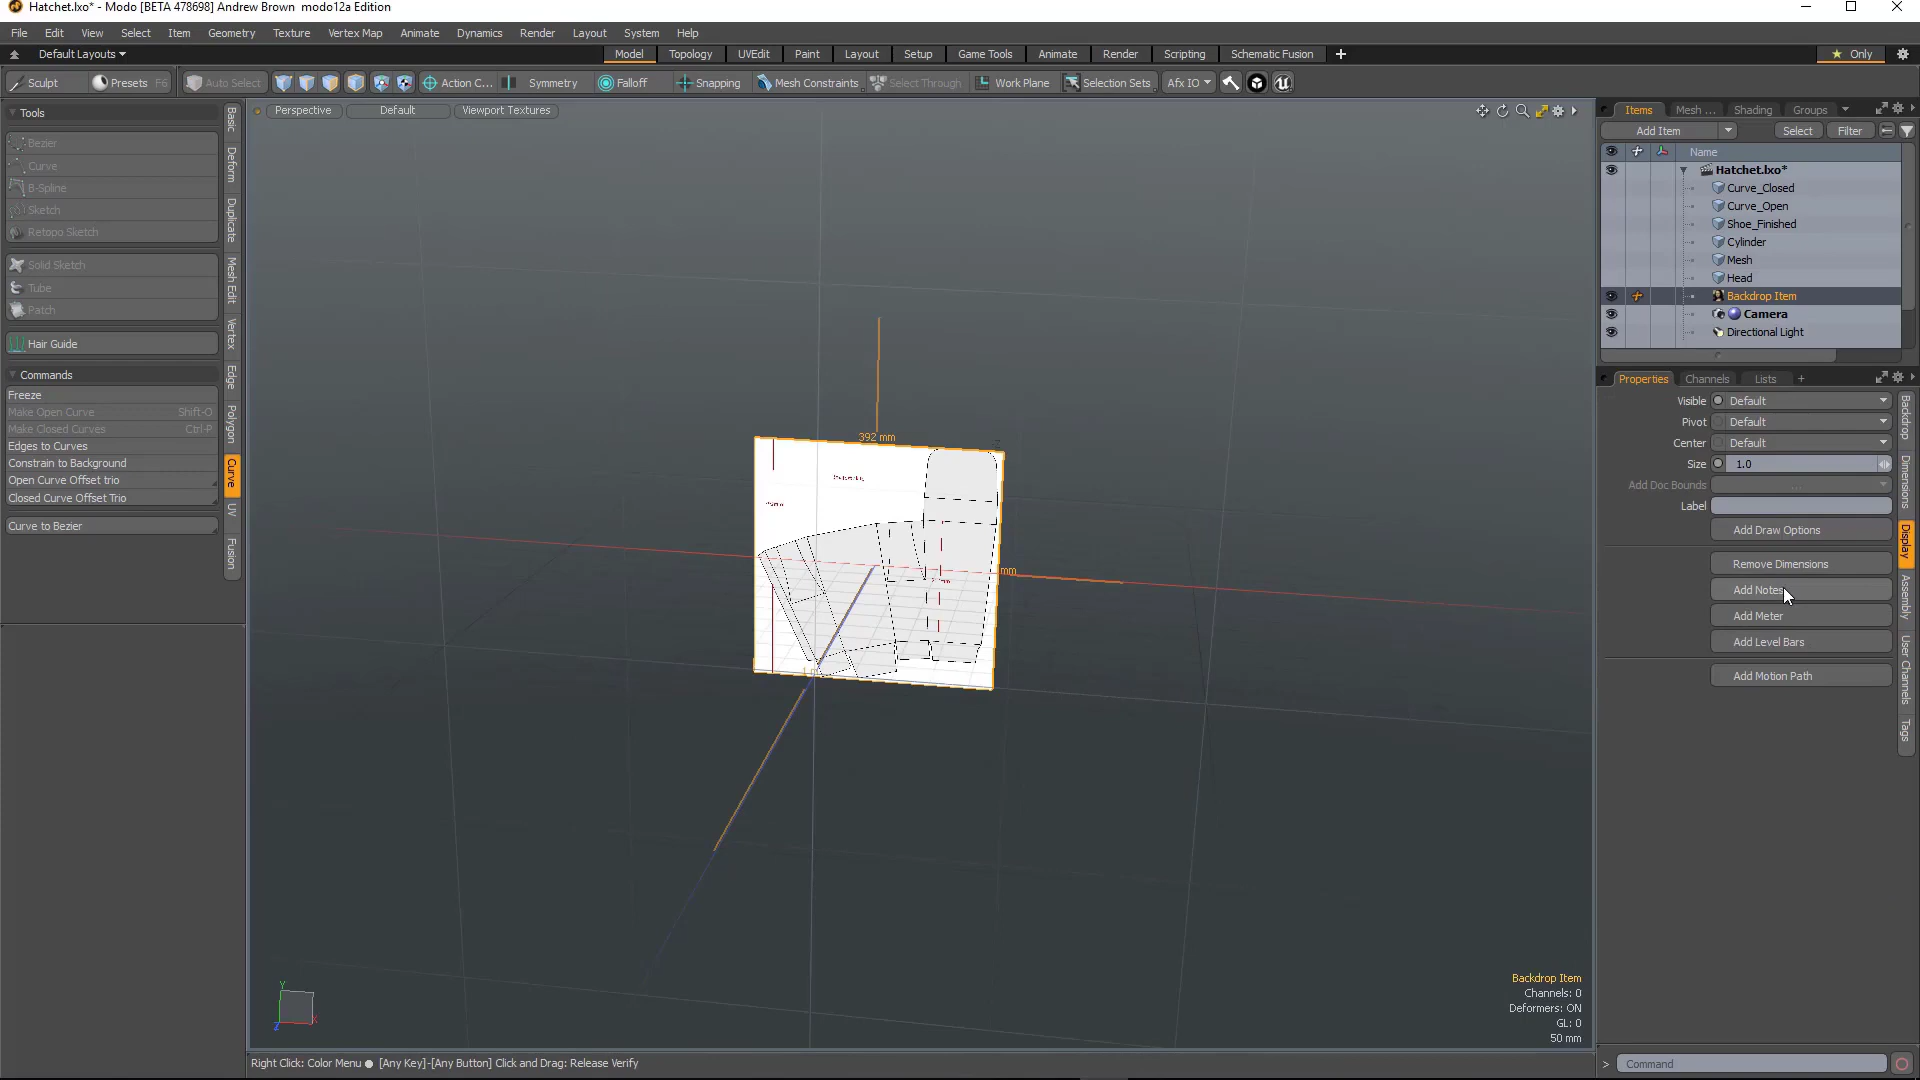 Hatchet.lxo* - Modo [BETA 478698] Andrew Brown modo12a Edition
File Edit View Select Item Geometry Texture Vertex Map Animate Dynamics Render Layout System Help
Default Layouts
Model Topology UVEdit Paint Layout Setup Game Tools Animate Render Scripting Schematic Fusion
Only
Sculpt Presets F6 Auto Select Action C... Symmetry Falloff Snapping Mesh Constraints Select Through Work Plane Selection Sets Afx IO
Tools
Bezier
Curve
B-Spline
Sketch
Retopo Sketch
Solid Sketch
Tube
Patch
Hair Guide
Commands
Freeze
Make Open Curve Shift-O
Make Closed Curves Ctrl-P
Edges to Curves
Constrain to Background
Open Curve Offset trio
Closed Curve Offset Trio
Curve to Bezier
Basic
Deform
Duplicate
Mesh Edit
Vertex
Edge
Polygon
Curve
UV
Fusion
Perspective Default Viewport Textures
392 mm
mm
Y
X
Z
Backdrop Item
Channels: 0
Deformers: ON
GL: 0
50 mm
Items Mesh ... Shading Groups
Add Item Select Filter
Name
Hatchet.lxo*
Curve_Closed
Curve_Open
Shoe_Finished
Cylinder
Mesh
Head
Backdrop Item
Camera
Directional Light
Properties Channels Lists +
Visible Default
Pivot Default
Center Default
Size 1.0
Add Doc Bounds ...
Label
Add Draw Options
Remove Dimensions
Add Notes
Add Meter
Add Level Bars
Add Motion Path
Backdrop
Dimensions
Display
Assembly
User Channels
Tags
Right Click: Color Menu ● [Any Key]-[Any Button] Click and Drag: Release Verify
> Command